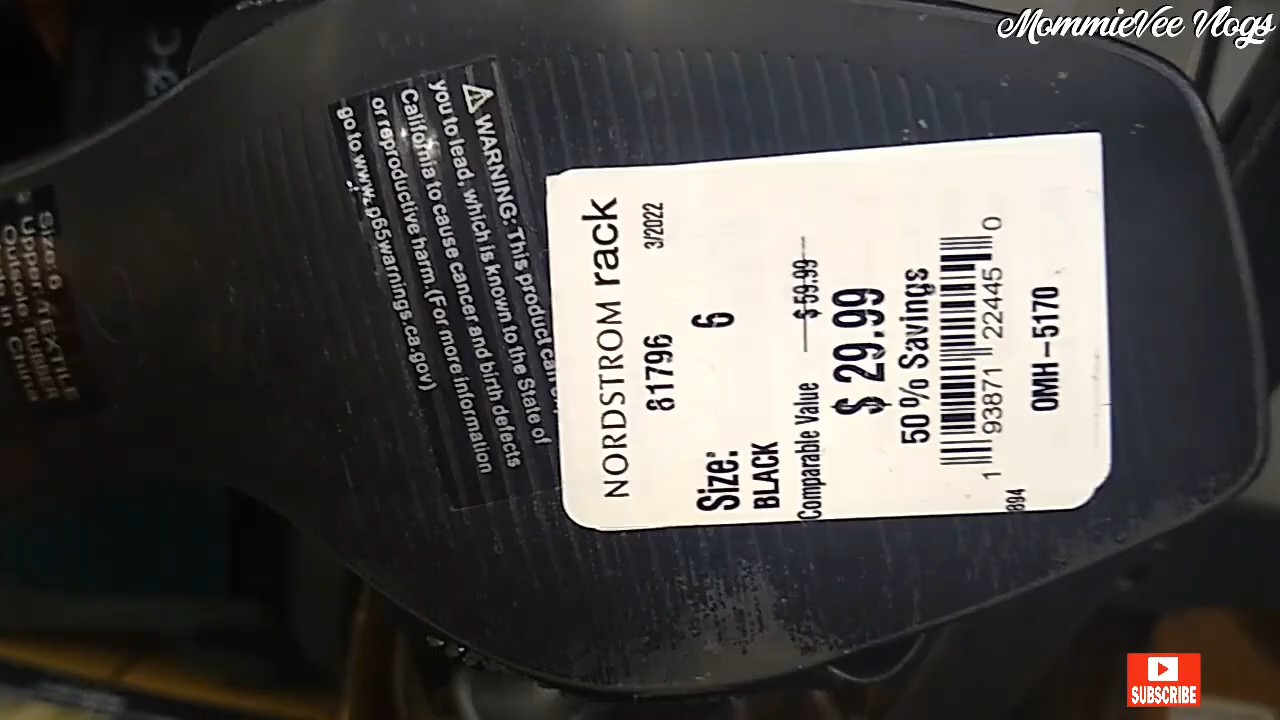 MommieVee Vlogs
⚠ WARNING: This product can
you to lead, which is known to the State of
California to cause cancer and birth defects
or reproductive harm.(For more information
go to www.p65warnings.ca.gov)
Size: 6
Upper: TEXTILE
Outsole: RUBBER
in China
NORDSTROM rack
81796 3/2022
Size: 6
BLACK
Comparable Value $ 59.99
$ 29.99
50% Savings
1 93871 22445 0
894 OMH-5170
SUBSCRIBE